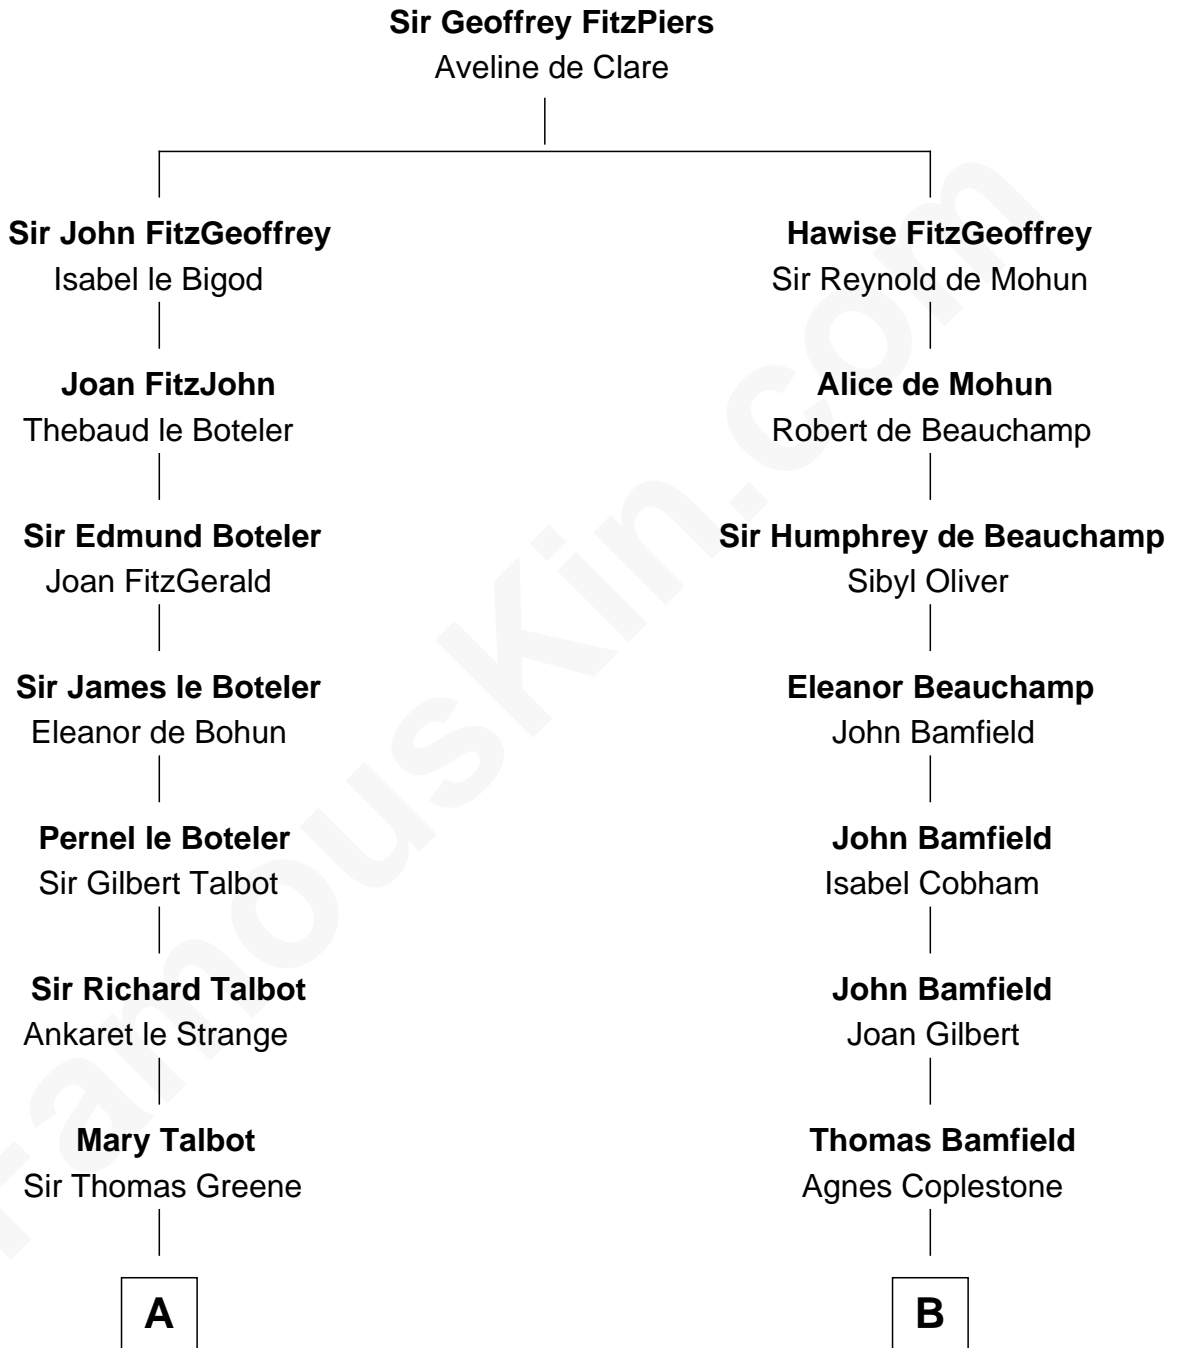 Sir Geoffrey FitzPiers
Aveline de Clare
Sir John FitzGeoffrey
Isabel le Bigod
Joan FitzJohn
Thebaud le Boteler
Sir Edmund Boteler
Joan FitzGerald
Sir James le Boteler
Eleanor de Bohun
Pernel le Boteler
Sir Gilbert Talbot
Sir Richard Talbot
Ankaret le Strange
Mary Talbot
Sir Thomas Greene
A
Hawise FitzGeoffrey
Sir Reynold de Mohun
Alice de Mohun
Robert de Beauchamp
Sir Humphrey de Beauchamp
Sibyl Oliver
Eleanor Beauchamp
John Bamfield
John Bamfield
Isabel Cobham
John Bamfield
Joan Gilbert
Thomas Bamfield
Agnes Coplestone
B
FamousKin.com